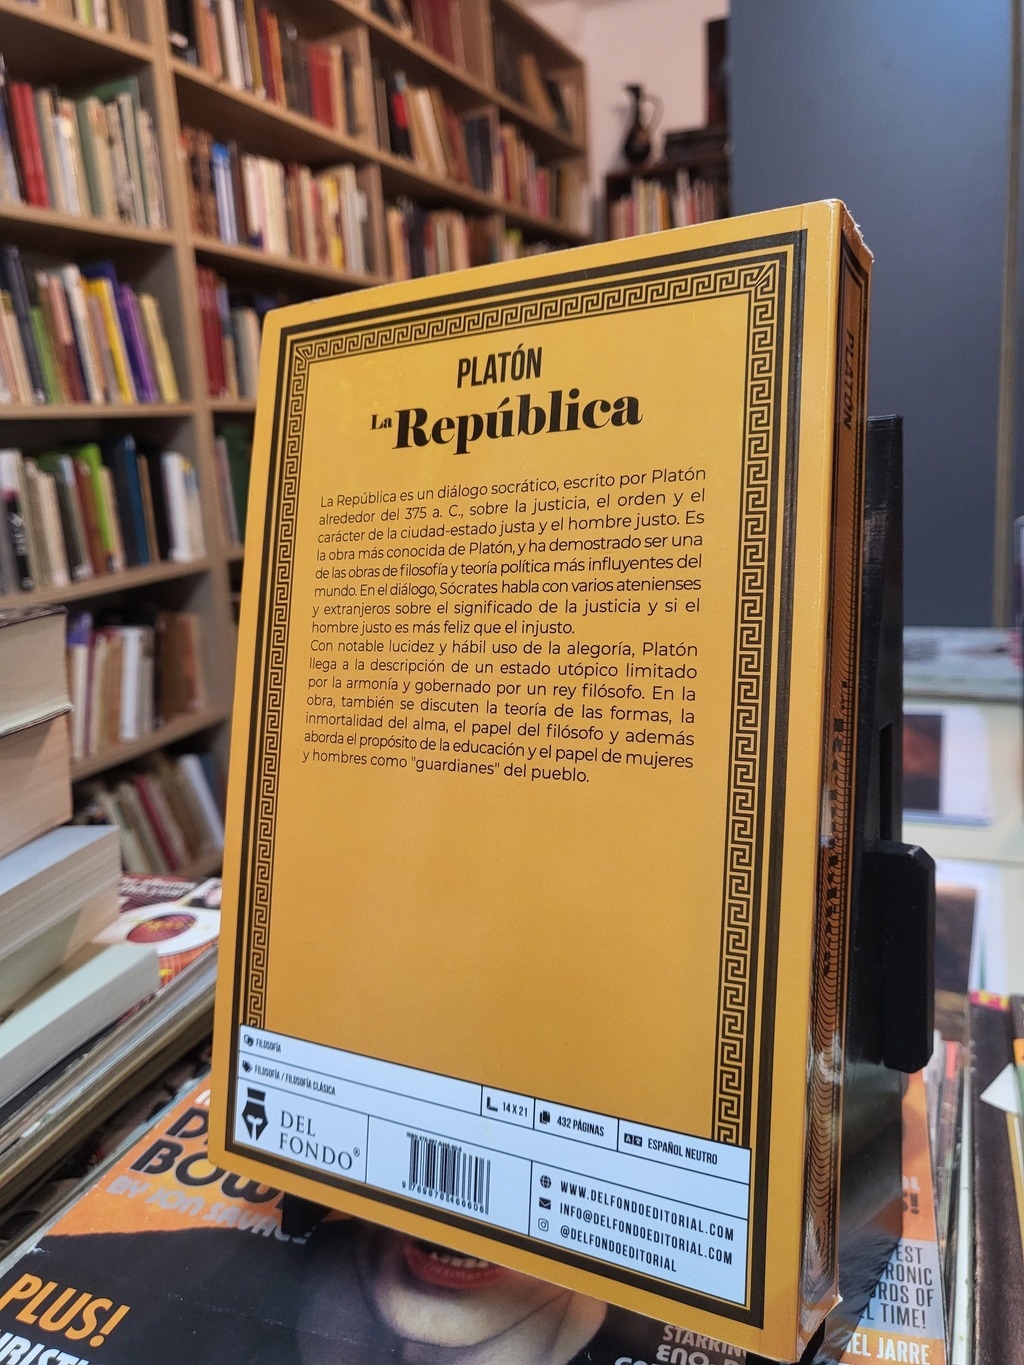 PLATÓN
La República
La República es un diálogo socrático, escrito por Platón
alrededor del 375 a. C., sobre la justicia, el orden y el
carácter de la ciudad-estado justa y el hombre justo. Es
la obra más conocida de Platón, y ha demostrado ser una
de las obras de filosofía y teoría política más influyentes del
mundo. En el diálogo, Sócrates habla con varios atenienses
y extranjeros sobre el significado de la justicia y si el
hombre justo es más feliz que el injusto.
Con notable lucidez y hábil uso de la alegoría, Platón
llega a la descripción de un estado utópico limitado
por la armonía y gobernado por un rey filósofo. En la
obra, también se discuten la teoría de las formas, la
inmortalidad del alma, el papel del filósofo y además
aborda el propósito de la educación y el papel de mujeres
y hombres como "guardianes" del pueblo.
PLATÓN
FILOSOFÍA
FILOSOFÍA / FILOSOFÍA CLÁSICA
14 X 21
432 PÁGINAS
ESPAÑOL NEUTRO
DEL
FONDO®
WWW.DELFONDOEDITORIAL.COM
INFO@DELFONDOEDITORIAL.COM
@DELFONDOEDITORIAL
BY JON SAVAGE
PLUS!
TIME!
JARRE